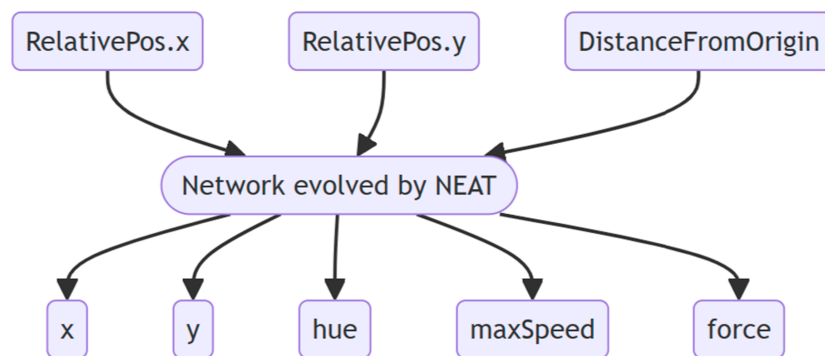 RelativePos.x
RelativePos.y
DistanceFromOrigin
Network evolved by NEAT
x
y
hue
maxSpeed
force